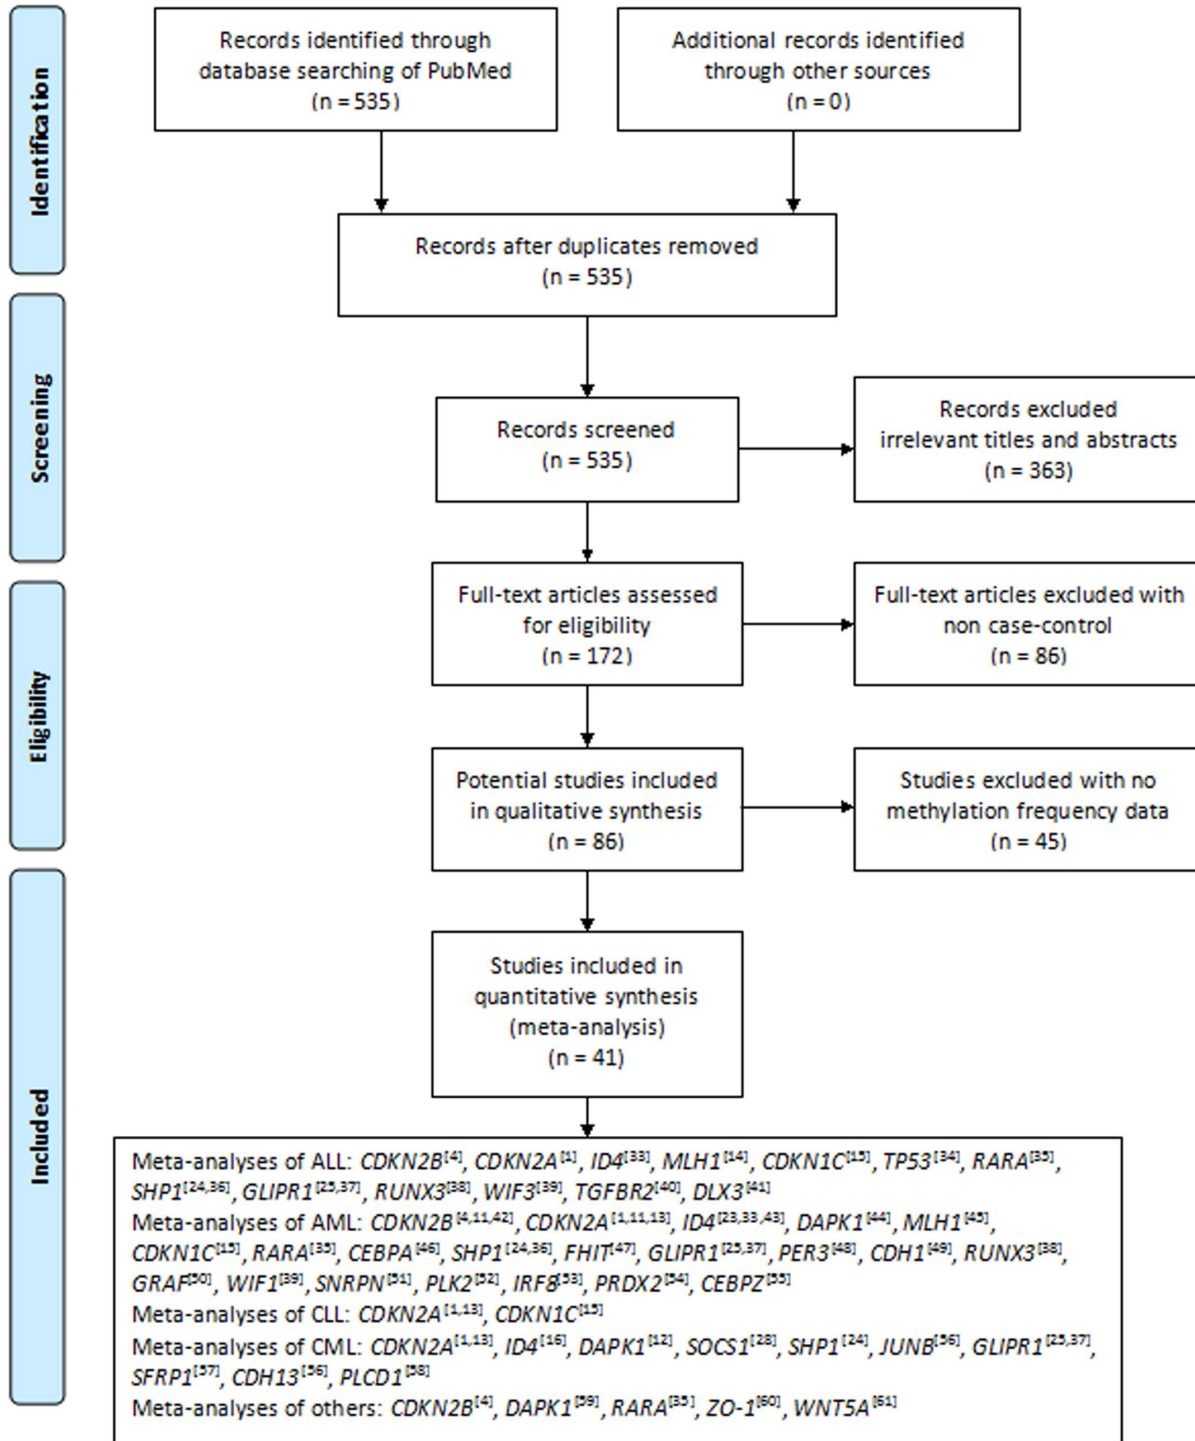 Identification
Records identified through
database searching of PubMed
(n = 535)
Additional records identified
through other sources
(n = 0)
Records after duplicates removed
(n = 535)
Screening
Records screened
(n = 535)
Records excluded
irrelevant titles and abstracts
(n = 363)
Eligibility
Full-text articles assessed
for eligibility
(n = 172)
Full-text articles excluded with
non case-control
(n = 86)
Potential studies included
in qualitative synthesis
(n = 86)
Studies excluded with no
methylation frequency data
(n = 45)
Included
Studies included in
quantitative synthesis
(meta-analysis)
(n = 41)
Meta-analyses of ALL: CDKN2B[4], CDKN2A[1], ID4[33], MLH1[14], CDKN1C[15], TP53[34], RARA[35],
SHP1[24,36], GLIPR1[25,37], RUNX3[38], WIF3[39], TGFBR2[40], DLX3[41]
Meta-analyses of AML: CDKN2B[4,11,42], CDKN2A[1,11,13], ID4[23,33,43], DAPK1[44], MLH1[45],
CDKN1C[15], RARA[35], CEBPA[46], SHP1[24,36], FHIT[47], GLIPR1[25,37], PER3[48], CDH1[49], RUNX3[38],
GRAF[50], WIF1[39], SNRPN[51], PLK2[52], IRF8[53], PRDX2[54], CEBPZ[55]
Meta-analyses of CLL: CDKN2A[1,13], CDKN1C[15]
Meta-analyses of CML: CDKN2A[1,13], ID4[16], DAPK1[12], SOCS1[28], SHP1[24], JUNB[56], GLIPR1[25,37],
SFRP1[57], CDH13[56], PLCD1[58]
Meta-analyses of others: CDKN2B[4], DAPK1[59], RARA[35], ZO-1[60], WNT5A[61]